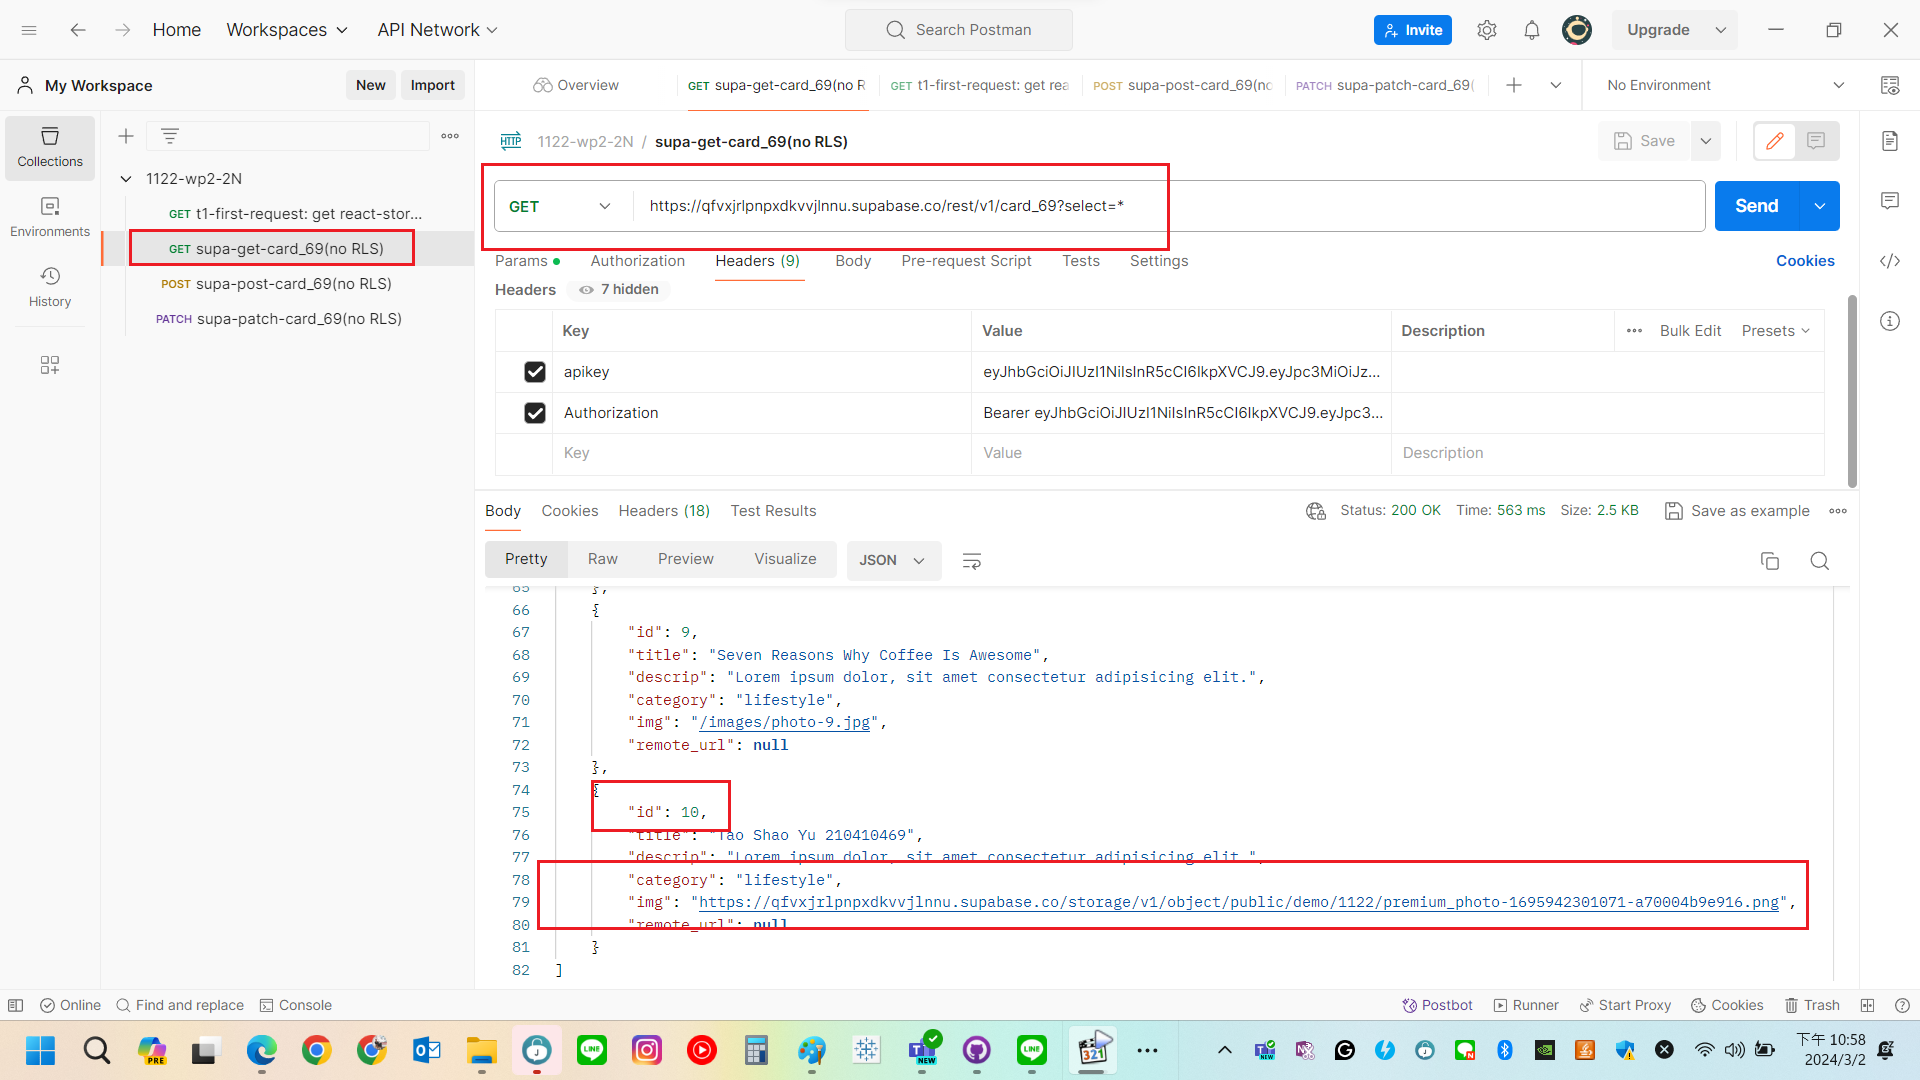 Home
Workspaces
API Network
Search Postman
Invite
Upgrade
My Workspace
New
Import
Overview
GET supa-get-card_69(no R
GET t1-first-request: get rea
POST supa-post-card_69(no
PATCH supa-patch-card_69(
No Environment
Collections
Environments
History
1122-wp2-2N
GET t1-first-request: get react-stor...
GET supa-get-card_69(no RLS)
POST supa-post-card_69(no RLS)
PATCH supa-patch-card_69(no RLS)
HTTP 1122-wp2-2N / supa-get-card_69(no RLS)
Save
GET
https://qfvxjrlpnpxdkvvjlnnu.supabase.co/rest/v1/card_69?select=*
Send
Params
Authorization
Headers (9)
Body
Pre-request Script
Tests
Settings
Cookies
Headers
7 hidden
Key Value Description
Bulk Edit
Presets
apikey eyJhbGciOiJIUzI1NiIsInR5cCI6IkpXVCJ9.eyJpc3MiOiJz...
Authorization Bearer eyJhbGciOiJIUzI1NiIsInR5cCI6IkpXVCJ9.eyJpc3...
Key Value Description
Body
Cookies
Headers (18)
Test Results
Status: 200 OK Time: 563 ms Size: 2.5 KB
Save as example
Pretty
Raw
Preview
Visualize
JSON
65 },
66 {
67 "id": 9,
68 "title": "Seven Reasons Why Coffee Is Awesome",
69 "descrip": "Lorem ipsum dolor, sit amet consectetur adipisicing elit.",
70 "category": "lifestyle",
71 "img": "/images/photo-9.jpg",
72 "remote_url": null
73 },
74 {
75 "id": 10,
76 "title": "Tao Shao Yu 210410469",
77 "descrip": "Lorem ipsum dolor, sit amet consectetur adipisicing elit.",
78 "category": "lifestyle",
79 "img": "https://qfvxjrlpnpxdkvvjlnnu.supabase.co/storage/v1/object/public/demo/1122/premium_photo-1695942301071-a70004b9e916.png",
80 "remote_url": null
81 }
82 ]
Online
Find and replace
Console
Postbot
Runner
Start Proxy
Cookies
Trash
PRE
LINE
NEW
LINE
321
下午 10:58
2024/3/2